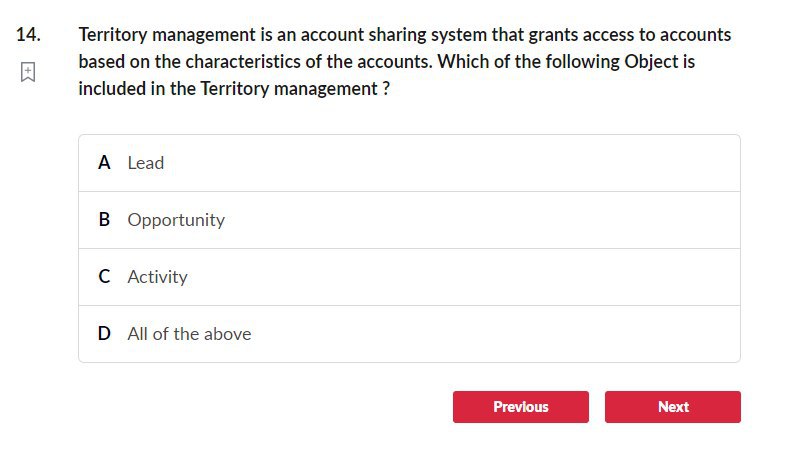 14. Territory management is an account sharing system that grants access to accounts
based on the characteristics of the accounts. Which of the following Object is
included in the Territory management ?
A Lead
B Opportunity
C Activity
D All of the above
Previous Next